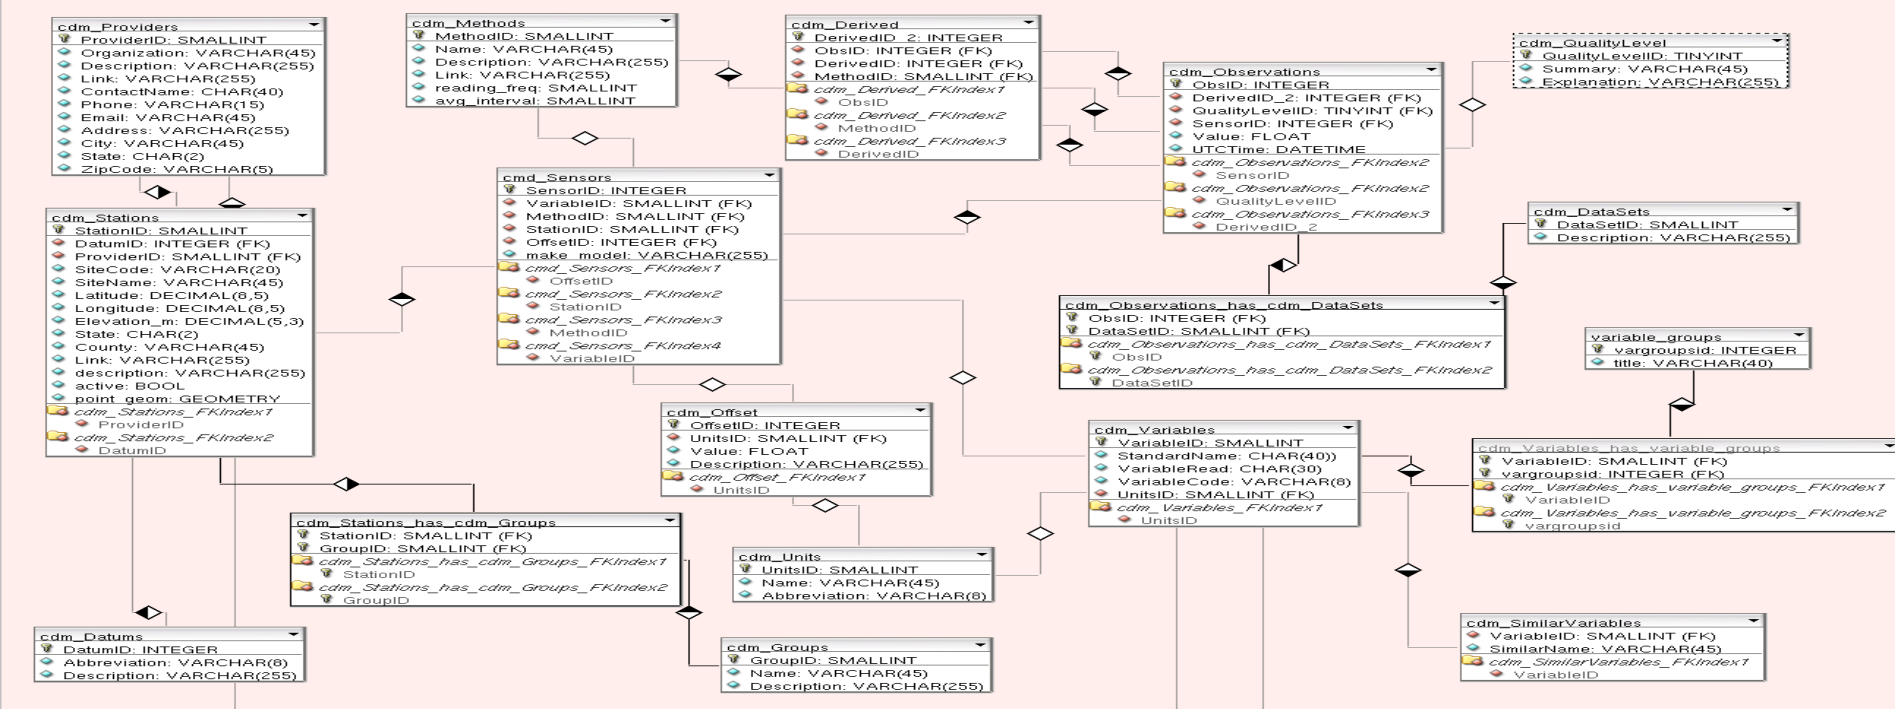 cdm_Providers
ProviderID: SMALLINT
Organization: VARCHAR(45)
Description: VARCHAR(255)
Link: VARCHAR(255)
ContactName: CHAR(40)
Phone: VARCHAR(15)
Email: VARCHAR(45)
Address: VARCHAR(255)
City: VARCHAR(45)
State: CHAR(2)
ZipCode: VARCHAR(5)
cdm_Methods
MethodID: SMALLINT
Name: VARCHAR(45)
Description: VARCHAR(255)
Link: VARCHAR(255)
reading_freq: SMALLINT
avg_interval: SMALLINT
cdm_Derived
DerivedID_2: INTEGER
ObsID: INTEGER (FK)
DerivedID: INTEGER (FK)
MethodID: SMALLINT (FK)
cdm_Derived_FKIndex1
ObsID
cdm_Derived_FKIndex2
MethodID
cdm_Derived_FKIndex3
DerivedID
cdm_Observations
ObsID: INTEGER
DerivedID_2: INTEGER (FK)
QualityLevelID: TINYINT (FK)
SensorID: INTEGER (FK)
Value: FLOAT
UTCTime: DATETIME
cdm_Observations_FKIndex2
SensorID
cdm_Observations_FKIndex2
QualityLevelID
cdm_Observations_FKIndex3
DerivedID_2
cdm_QualityLevel
QualityLevelID: TINYINT
Summary: VARCHAR(45)
Explanation: VARCHAR(255)
cdm_Stations
StationID: SMALLINT
DatumID: INTEGER (FK)
ProviderID: SMALLINT (FK)
SiteCode: VARCHAR(20)
SiteName: VARCHAR(45)
Latitude: DECIMAL(8,5)
Longitude: DECIMAL(8,5)
Elevation_m: DECIMAL(5,3)
State: CHAR(2)
County: VARCHAR(45)
Link: VARCHAR(255)
description: VARCHAR(255)
active: BOOL
point_geom: GEOMETRY
cdm_Stations_FKIndex1
ProviderID
cdm_Stations_FKIndex2
DatumID
cmd_Sensors
SensorID: INTEGER
VariableID: SMALLINT (FK)
MethodID: SMALLINT (FK)
StationID: SMALLINT (FK)
OffsetID: INTEGER (FK)
make_model: VARCHAR(255)
cmd_Sensors_FKIndex1
OffsetID
cmd_Sensors_FKIndex2
StationID
cmd_Sensors_FKIndex3
MethodID
cmd_Sensors_FKIndex4
VariableID
cdm_DataSets
DataSetID: SMALLINT
Description: VARCHAR(255)
cdm_Observations_has_cdm_DataSets
ObsID: INTEGER (FK)
DataSetID: SMALLINT (FK)
cdm_Observations_has_cdm_DataSets_FKIndex1
ObsID
cdm_Observations_has_cdm_DataSets_FKIndex2
DataSetID
variable_groups
vargroupsid: INTEGER
title: VARCHAR(40)
cdm_Offset
OffsetID: INTEGER
UnitsID: SMALLINT (FK)
Value: FLOAT
Description: VARCHAR(255)
cdm_Offset_FKIndex1
UnitsID
cdm_Variables
VariableID: SMALLINT
StandardName: CHAR(40))
VariableRead: CHAR(30)
VariableCode: VARCHAR(8)
UnitsID: SMALLINT (FK)
cdm_Variables_FKIndex1
UnitsID
cdm_Variables_has_variable_groups
VariableID: SMALLINT (FK)
vargroupsid: INTEGER (FK)
cdm_Variables_has_variable_groups_FKIndex1
VariableID
cdm_Variables_has_variable_groups_FKIndex2
vargroupsid
cdm_Stations_has_cdm_Groups
StationID: SMALLINT (FK)
GroupID: SMALLINT (FK)
cdm_Stations_has_cdm_Groups_FKIndex1
StationID
cdm_Stations_has_cdm_Groups_FKIndex2
GroupID
cdm_Units
UnitsID: SMALLINT
Name: VARCHAR(45)
Abbreviation: VARCHAR(8)
cdm_Datums
DatumID: INTEGER
Abbreviation: VARCHAR(8)
Description: VARCHAR(255)
cdm_Groups
GroupID: SMALLINT
Name: VARCHAR(45)
Description: VARCHAR(255)
cdm_SimilarVariables
VariableID: SMALLINT (FK)
SimilarName: VARCHAR(45)
cdm_SimilarVariables_FKIndex1
VariableID